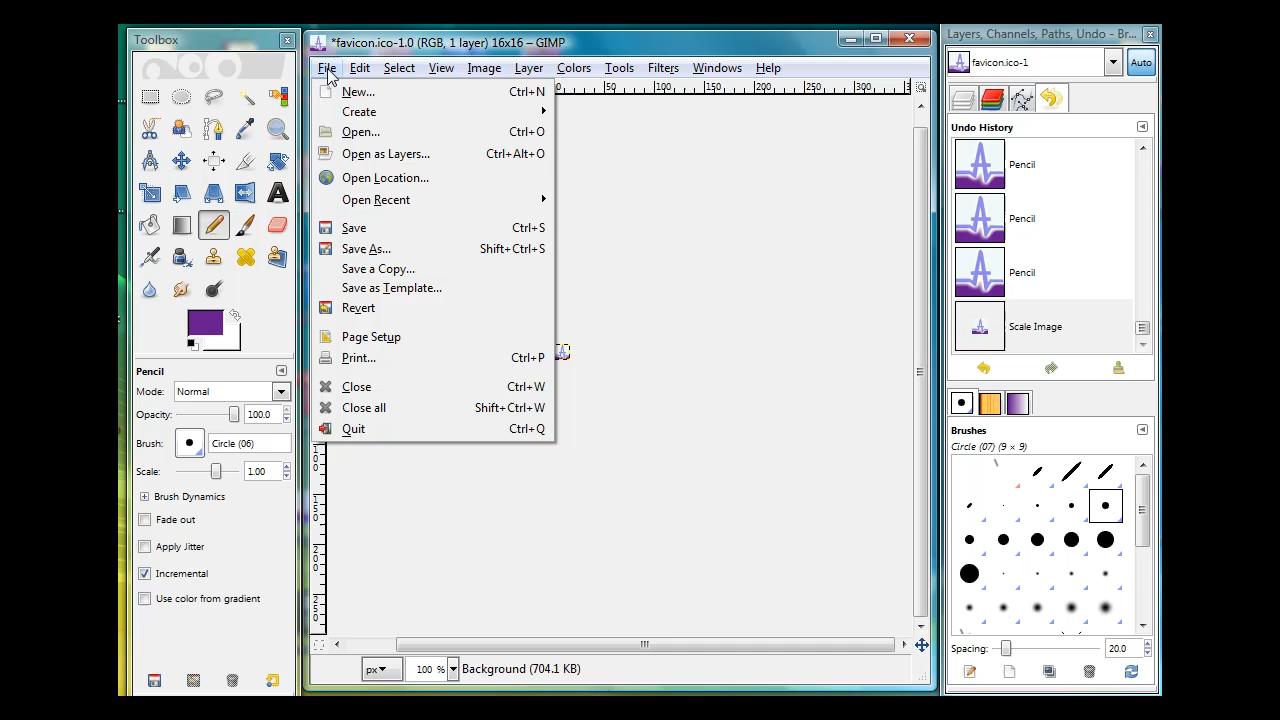 Toolbox
*favicon.ico-1.0 (RGB, 1 layer) 16x16 – GIMP
File Edit Select View Image Layer Colors Tools Filters Windows Help
New... Ctrl+N
Create
Open... Ctrl+O
Open as Layers... Ctrl+Alt+O
Open Location...
Open Recent
Save Ctrl+S
Save As... Shift+Ctrl+S
Save a Copy...
Save as Template...
Revert
Page Setup
Print... Ctrl+P
Close Ctrl+W
Close all Shift+Ctrl+W
Quit Ctrl+Q
0 50 100 150 200 250 300
100
150
200
250
px 100 % Background (704.1 KB)
Pencil
Mode: Normal
Opacity: 100.0
Brush: Circle (06)
Scale: 1.00
Brush Dynamics
Fade out
Apply Jitter
Incremental
Use color from gradient
Layers, Channels, Paths, Undo - Br...
favicon.ico-1 Auto
Undo History
Pencil
Pencil
Pencil
Scale Image
Brushes
Circle (07) (9 × 9)
Spacing: 20.0